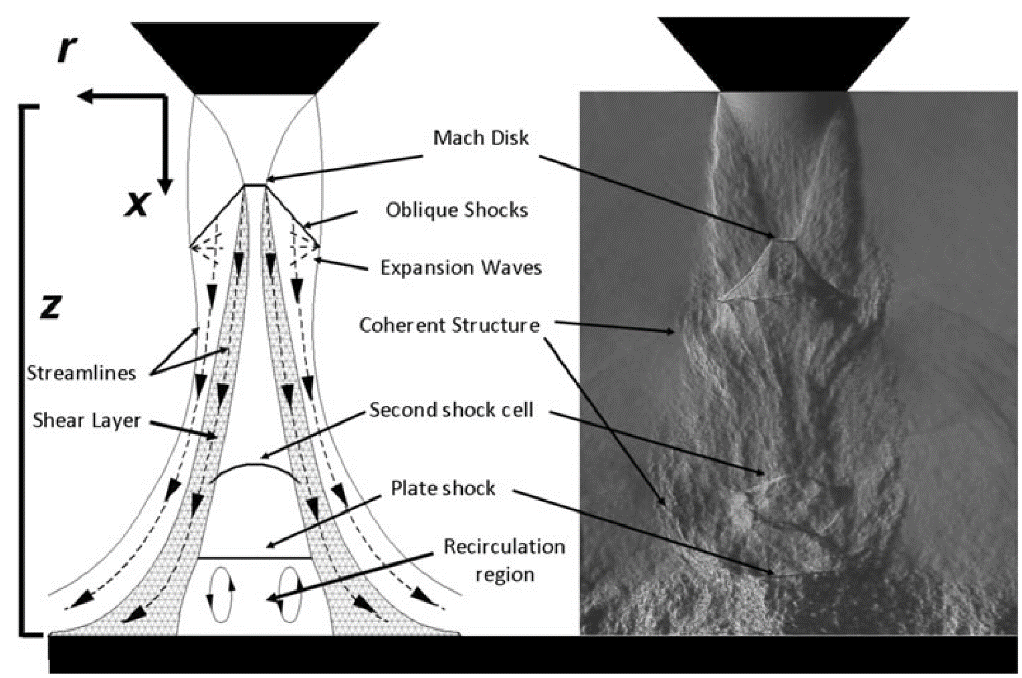 r
Mach Disk
x
Oblique Shocks
Expansion Waves
z
Coherent Structure
Streamlines
Shear Layer
Second shock cell
Plate shock
Recirculation
region